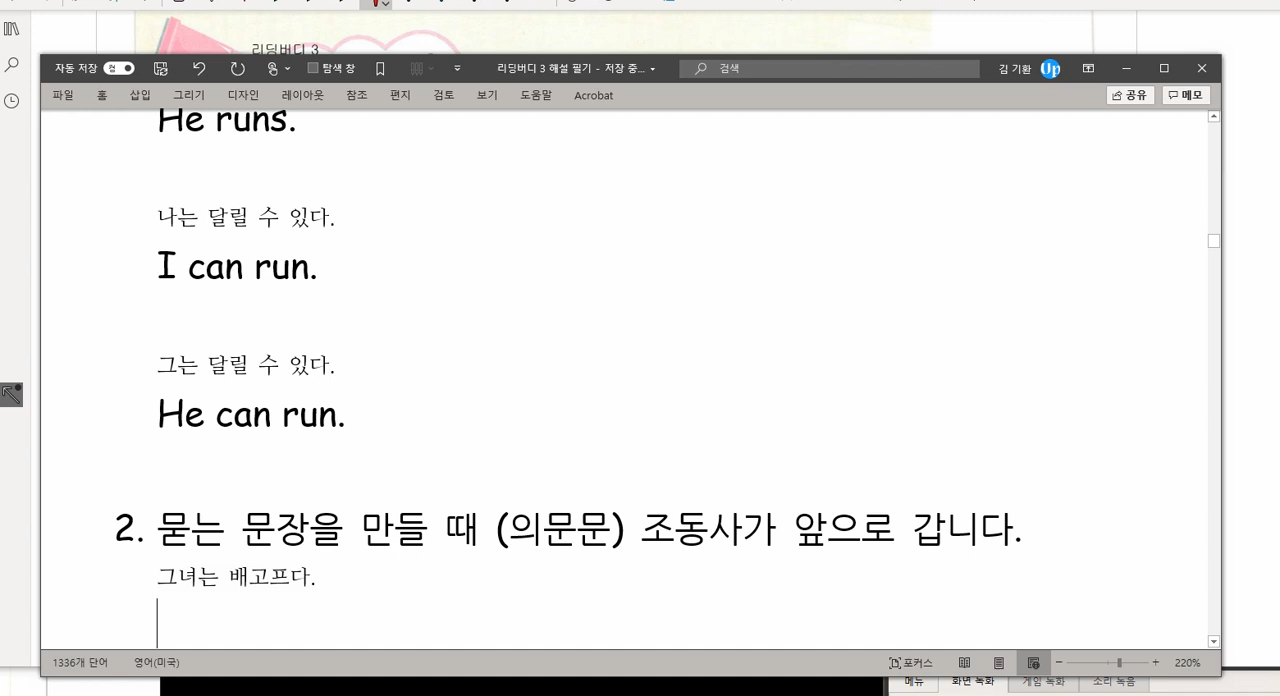 리딩버디 3
자동 저장 컴 탐색 창 리딩버디 3 해설 필기 - 저장 중... 검색 김 기환 Up
파일 홈 삽입 그리기 디자인 레이아웃 참조 편지 검토 보기 도움말 Acrobat 공유 메모
He runs.
나는 달릴 수 있다.
I can run.
그는 달릴 수 있다.
He can run.
2. 묻는 문장을 만들 때 (의문문) 조동사가 앞으로 갑니다.
그녀는 배고프다.
1336개 단어 영어(미국) 포커스 220%
메뉴 화면 녹화 게임 녹화 소리 녹음